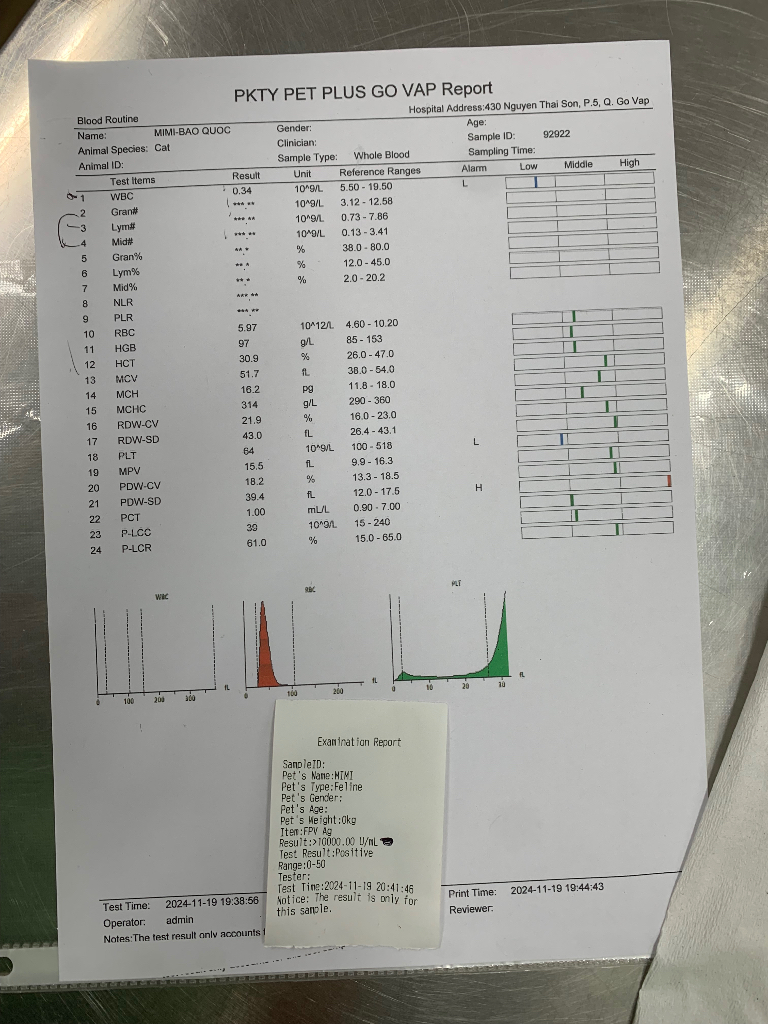 PKTY PET PLUS GO VAP Report
Hospital Address:430 Nguyen Thai Son, P.5, Q. Go Vap
Blood Routine
Name: MIMI-BAO QUOC Gender: Age:
Animal Species: Cat Clinician: Sample ID: 92922
Animal ID: Sample Type: Whole Blood Sampling Time:
Test Items Result Unit Reference Ranges Alarm Low Middle High
1 WBC 0.34 10^9/L 5.50 - 19.50 L
2 Gran# ***.** 10^9/L 3.12 - 12.58
3 Lym# ***.** 10^9/L 0.73 - 7.86
4 Mid# ***.** 10^9/L 0.13 - 3.41
5 Gran% **.* % 38.0 - 80.0
6 Lym% **.* % 12.0 - 45.0
7 Mid% **.* % 2.0 - 20.2
8 NLR ***.**
9 PLR ***.**
10 RBC 5.97 10^12/L 4.60 - 10.20
11 HGB 97 g/L 85 - 153
12 HCT 30.9 % 26.0 - 47.0
13 MCV 51.7 fL 38.0 - 54.0
14 MCH 16.2 pg 11.8 - 18.0
15 MCHC 314 g/L 290 - 360
16 RDW-CV 21.9 % 16.0 - 23.0
17 RDW-SD 43.0 fL 26.4 - 43.1
18 PLT 64 10^9/L 100 - 518 L
19 MPV 15.5 fL 9.9 - 16.3
20 PDW-CV 18.2 % 13.3 - 18.5
21 PDW-SD 39.4 fL 12.0 - 17.5 H
22 PCT 1.00 mL/L 0.90 - 7.00
23 P-LCC 39 10^9/L 15 - 240
24 P-LCR 61.0 % 15.0 - 65.0
WBC RBC PLT
0 100 200 300 fL 0 100 200 fL 0 10 20 30 fL
Examination Report
SampleID:
Pet's Name:MIMI
Pet's Type:Feline
Pet's Gender:
Pet's Age:
Pet's Weight:0kg
Item:FPV Ag
Result:>10000.00 U/mL
Test Result:Positive
Range:0-50
Tester:
Test Time:2024-11-19 20:41:46
Notice: The result is only for
this sample.
Test Time: 2024-11-19 19:38:56 Print Time: 2024-11-19 19:44:43
Operator: admin Reviewer:
Notes:The test result only accounts